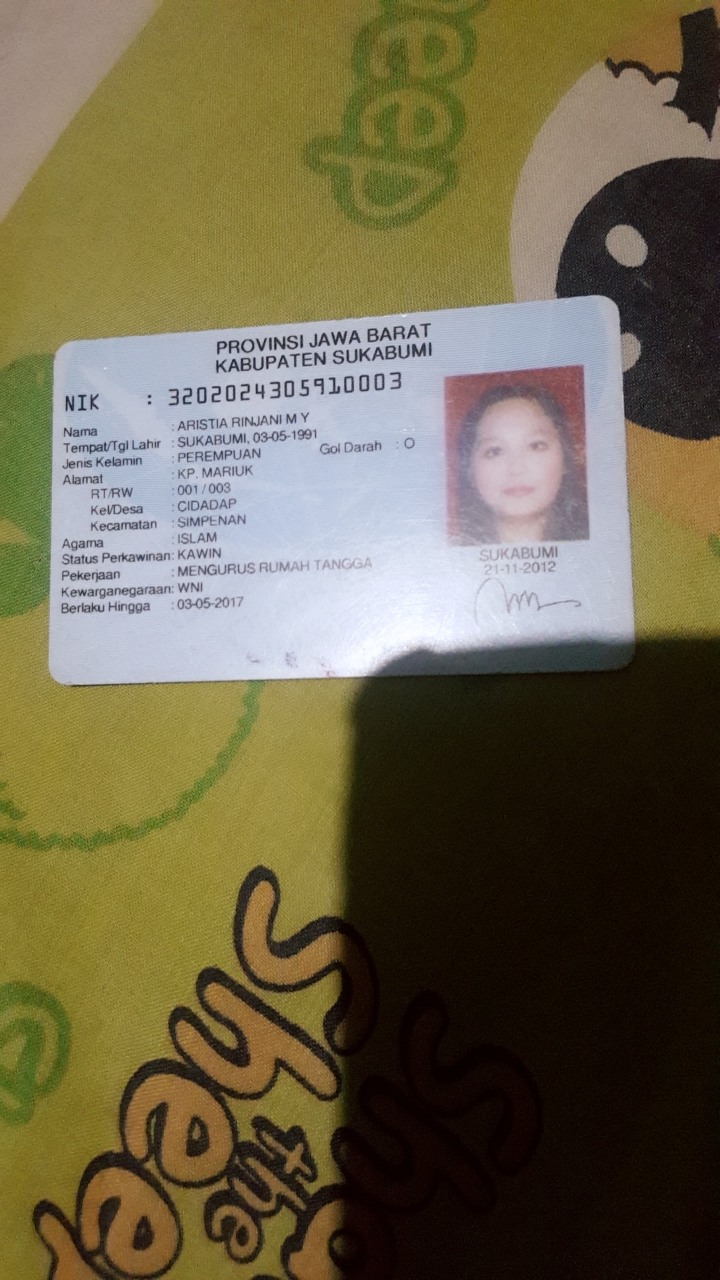 eep
PROVINSI JAWA BARAT
KABUPATEN SUKABUMI
NIK : 3202024305910003
Nama : ARISTIA RINJANI M Y
Tempat/Tgl Lahir : SUKABUMI, 03-05-1991
Jenis Kelamin : PEREMPUAN Gol Darah : O
Alamat : KP. MARIUK
RT/RW : 001 / 003
Kel/Desa : CIDADAP
Kecamatan : SIMPENAN
Agama : ISLAM
Status Perkawinan: KAWIN
Pekerjaan : MENGURUS RUMAH TANGGA
Kewarganegaraan: WNI
Berlaku Hingga : 03-05-2017
SUKABUMI
21-11-2012
she
the